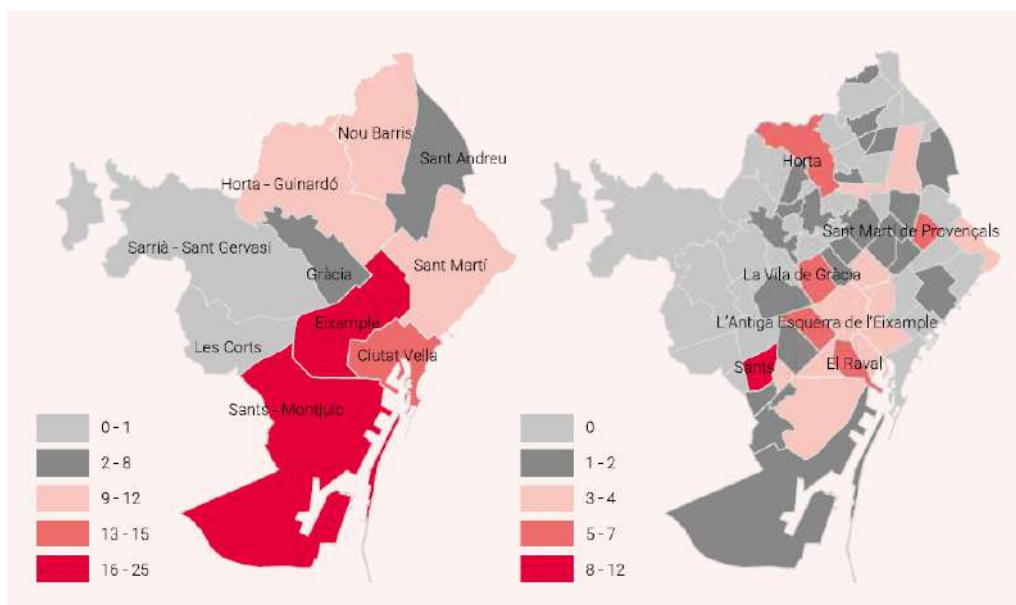 Nou Barris
Sant Andreu
Horta - Guinardó
Sarrià - Sant Gervasi
Gràcia
Sant Martí
Eixample
Les Corts
Ciutat Vella
Sants - Montjuïc
0 - 1
2 - 8
9 - 12
13 - 15
16 - 25
Horta
Sant Martí de Provençals
La Vila de Gràcia
L'Antiga Esquerra de l'Eixample
Sants
El Raval
0
1 - 2
3 - 4
5 - 7
8 - 12